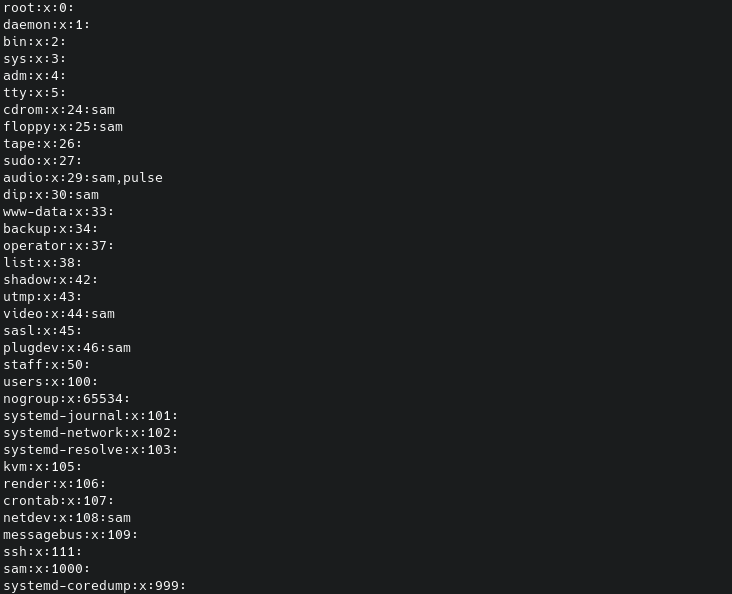 root:x:0:
daemon:x:1:
bin:x:2:
sys:x:3:
adm:x:4:
tty:x:5:
cdrom:x:24:sam
floppy:x:25:sam
tape:x:26:
sudo:x:27:
audio:x:29:sam,pulse
dip:x:30:sam
www-data:x:33:
backup:x:34:
operator:x:37:
list:x:38:
shadow:x:42:
utmp:x:43:
video:x:44:sam
sasl:x:45:
plugdev:x:46:sam
staff:x:50:
users:x:100:
nogroup:x:65534:
systemd-journal:x:101:
systemd-network:x:102:
systemd-resolve:x:103:
kvm:x:105:
render:x:106:
crontab:x:107:
netdev:x:108:sam
messagebus:x:109:
ssh:x:111:
sam:x:1000:
systemd-coredump:x:999: